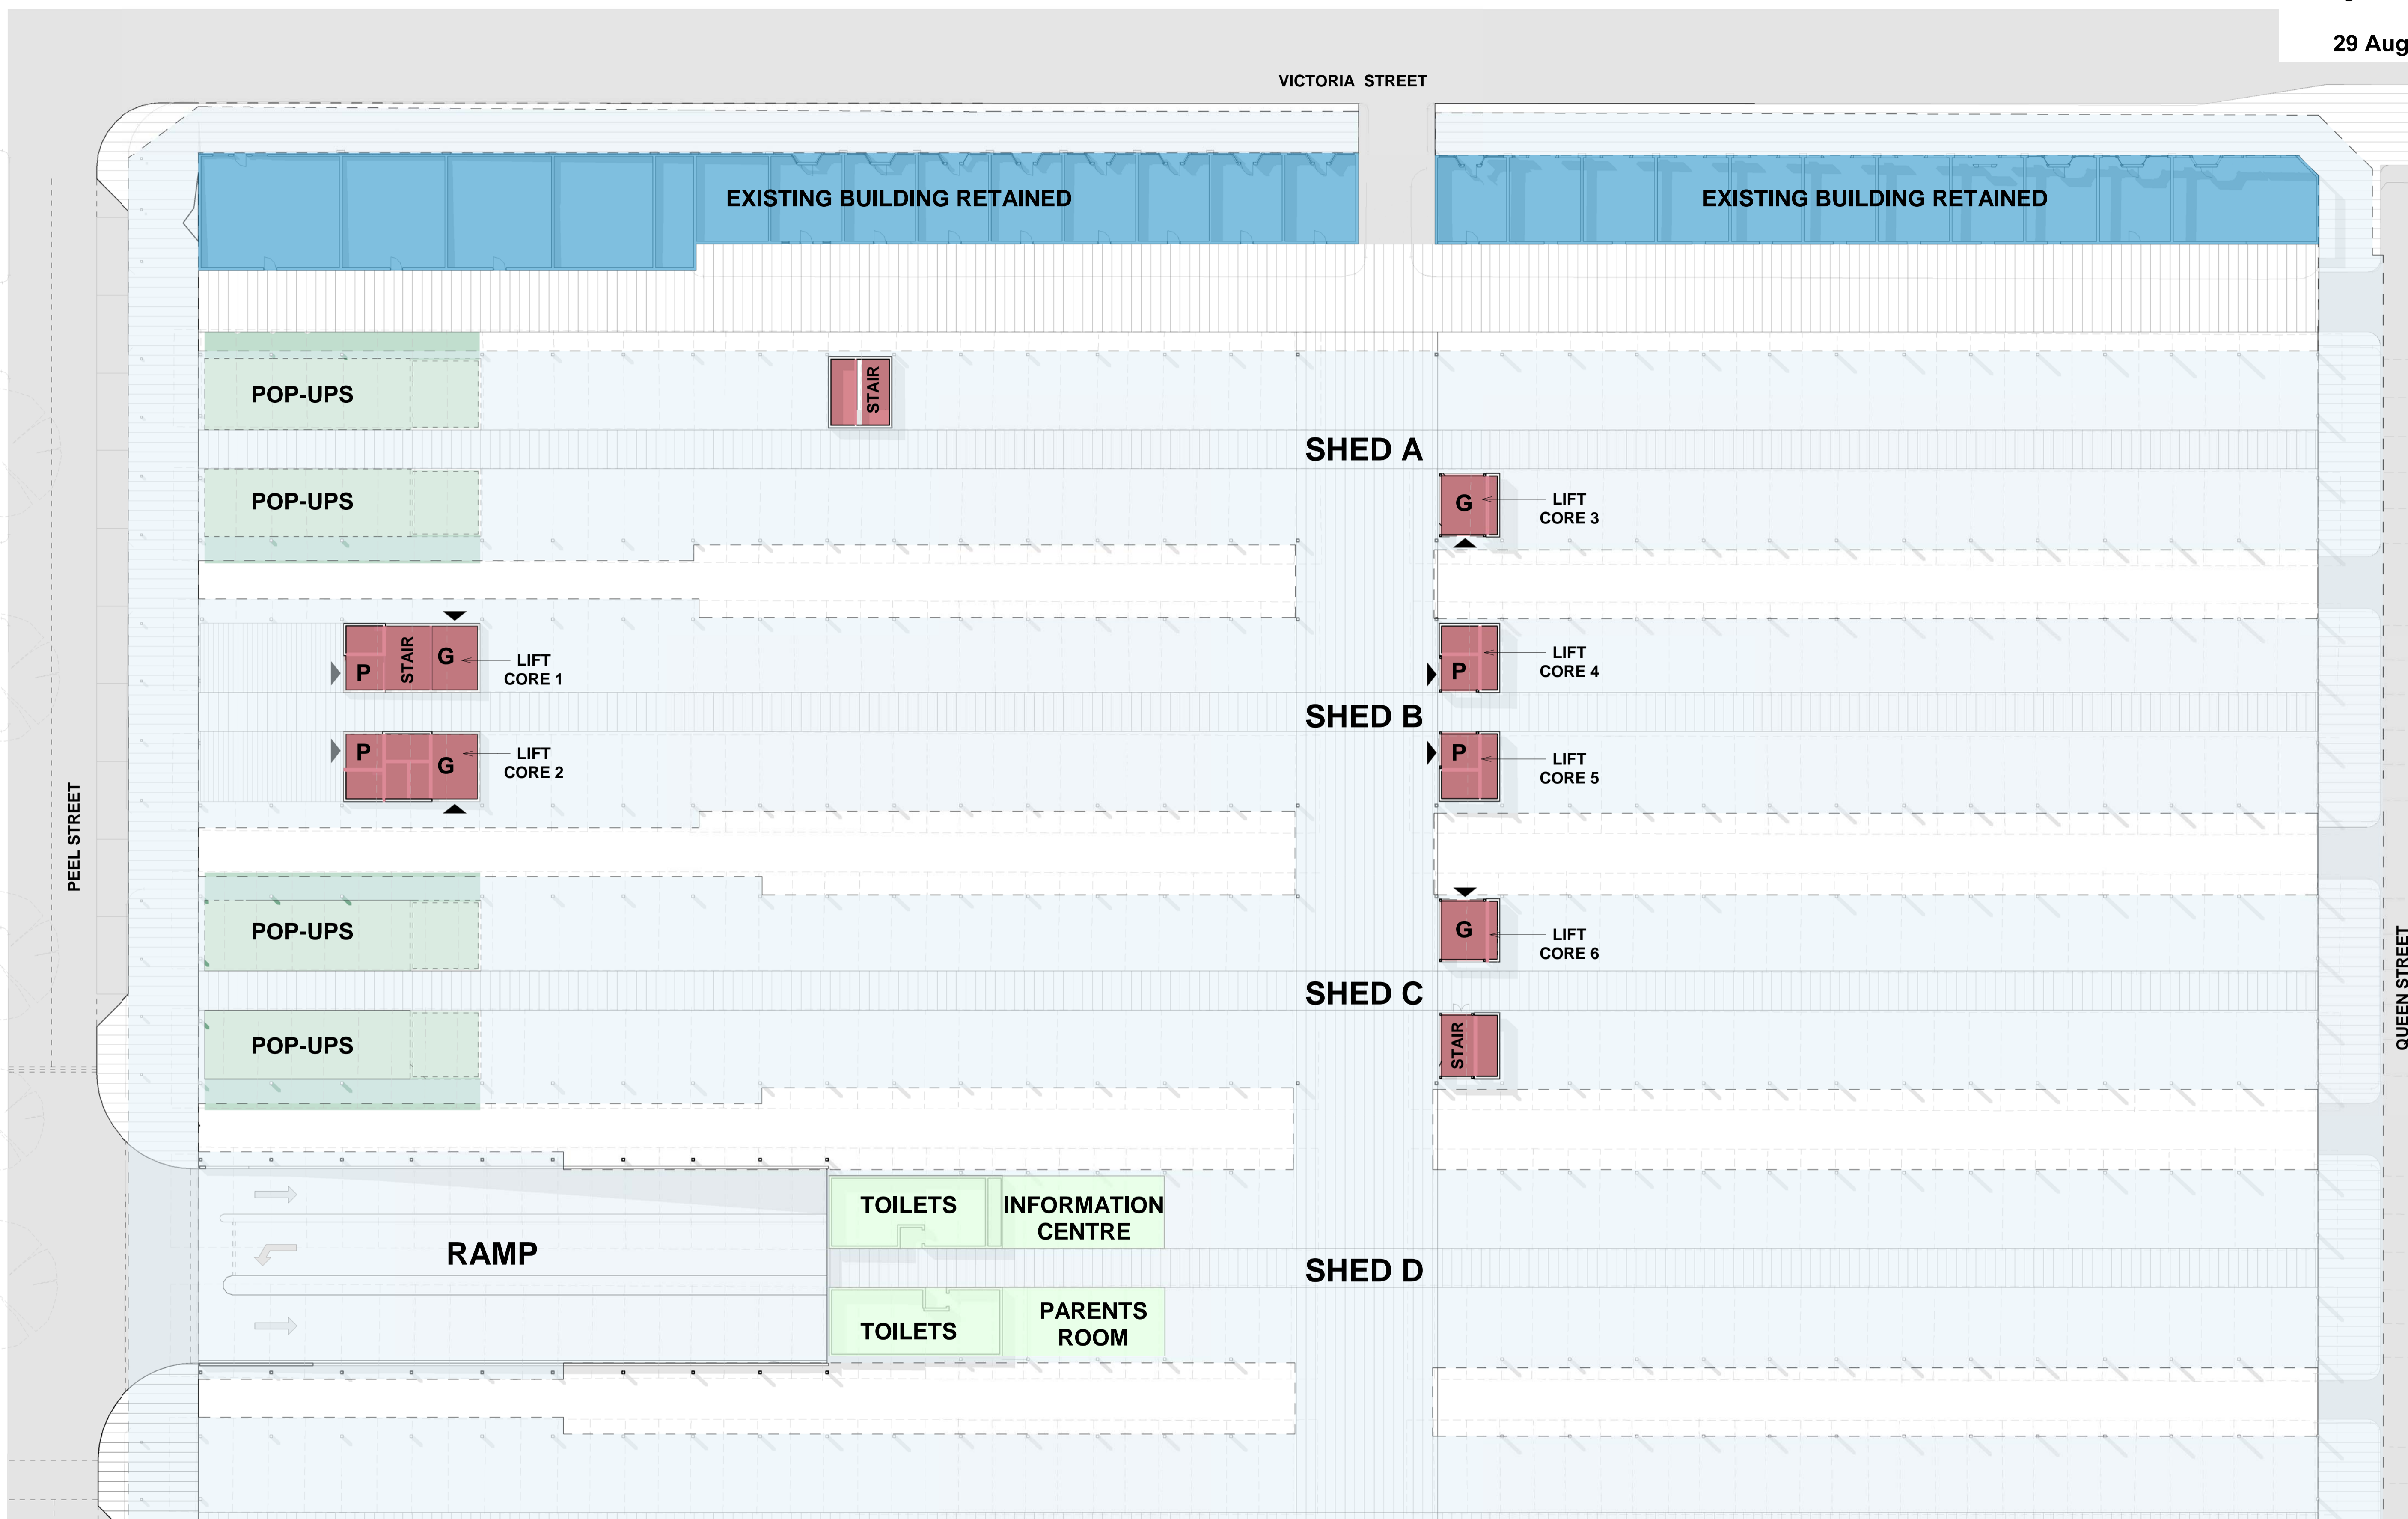 29 Aug
VICTORIA STREET
EXISTING BUILDING RETAINED
EXISTING BUILDING RETAINED
POP-UPS
STAIR
SHED A
POP-UPS
G
LIFT
CORE 3
P
STAIR
G
LIFT
CORE 1
P
LIFT
CORE 4
SHED B
P
G
LIFT
CORE 2
P
LIFT
CORE 5
PEEL STREET
POP-UPS
G
LIFT
CORE 6
QUEEN STREET
SHED C
POP-UPS
STAIR
TOILETS
INFORMATION
CENTRE
RAMP
SHED D
TOILETS
PARENTS
ROOM